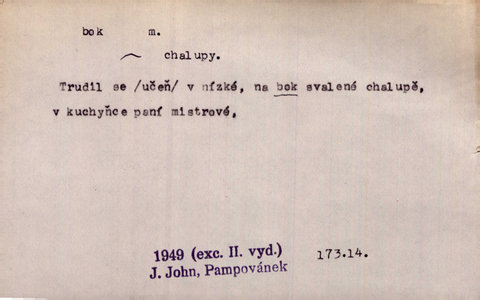 bok m.
chalupy.
Trudil se /učeň/ v nízké, na bok svalené chalupě,
v kuchyňce paní mistrové,
1949 (exc. II. vyd.)
J. John, Pampovánek
173.14.